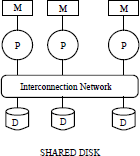 M M M
P P P
Interconnection Network
D D D
SHARED DISK